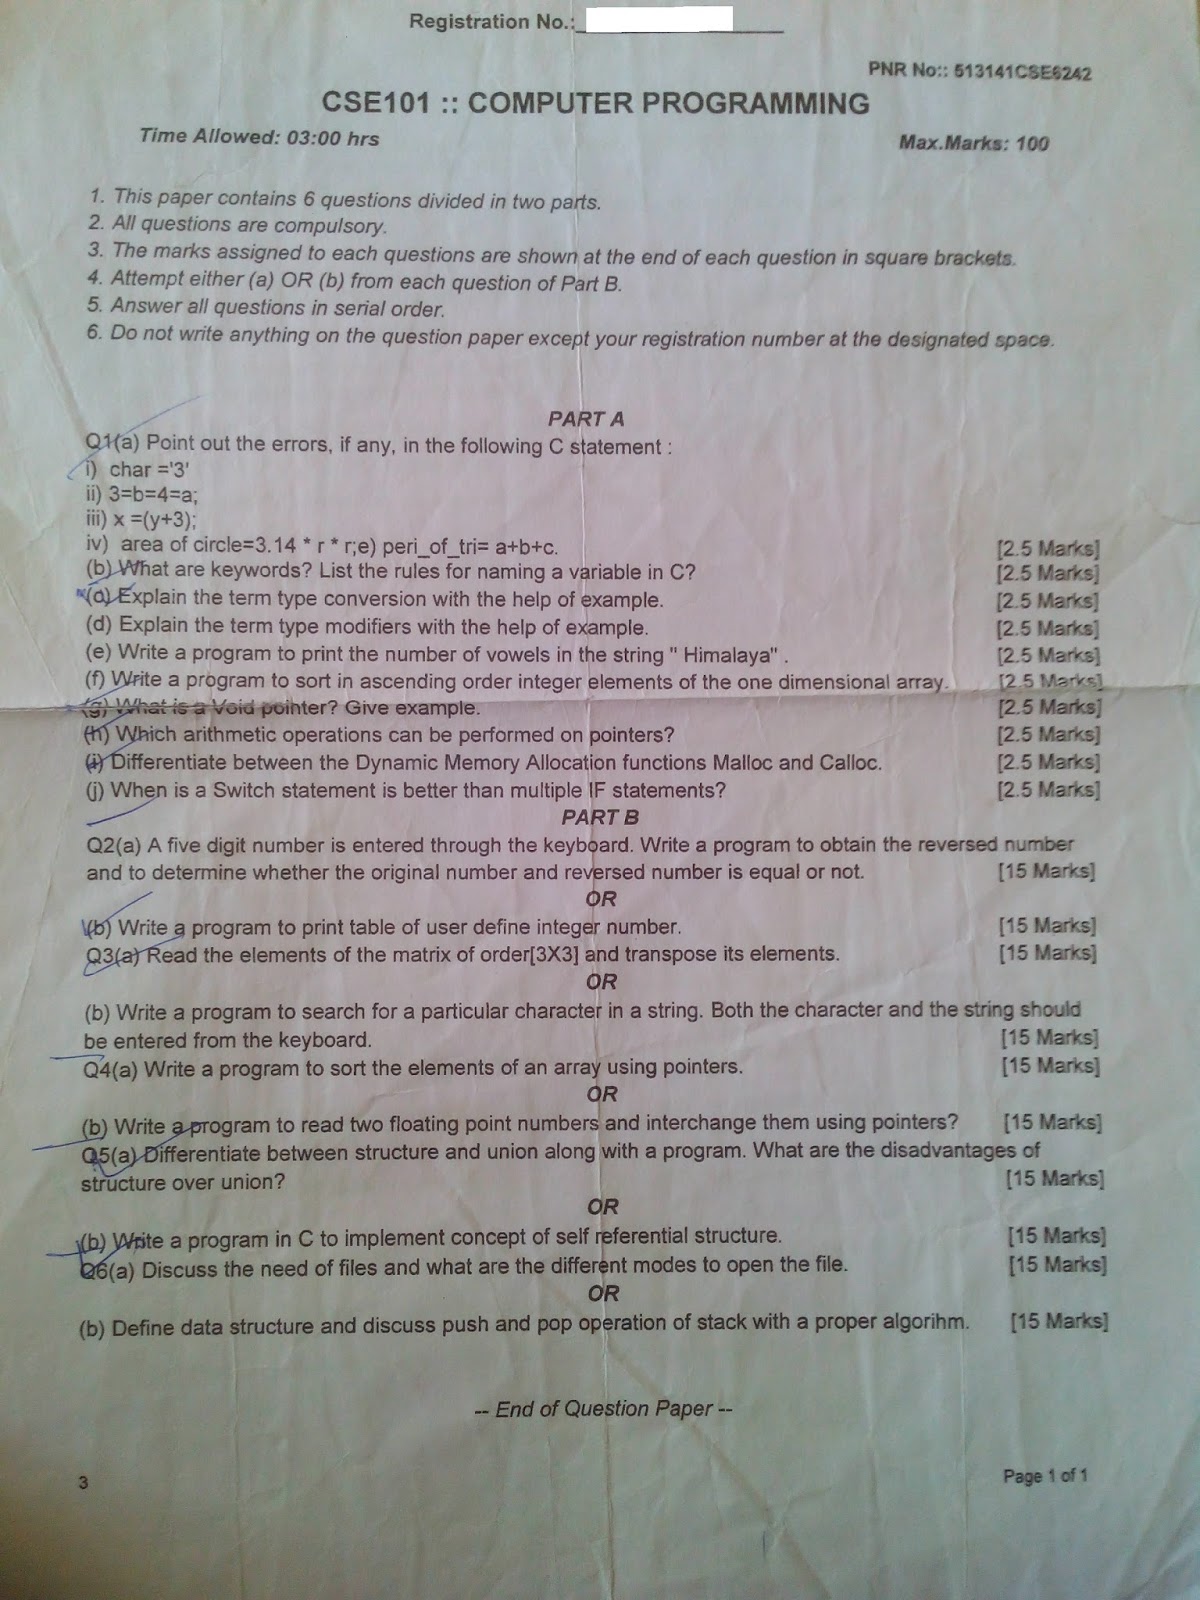 Registration No.:
PNR No:: 513141CSE6242
CSE101 :: COMPUTER PROGRAMMING
Time Allowed: 03:00 hrs Max.Marks: 100
1. This paper contains 6 questions divided in two parts.
2. All questions are compulsory.
3. The marks assigned to each questions are shown at the end of each question in square brackets.
4. Attempt either (a) OR (b) from each question of Part B.
5. Answer all questions in serial order.
6. Do not write anything on the question paper except your registration number at the designated space.
PART A
Q1(a) Point out the errors, if any, in the following C statement :
i) char ='3'
ii) 3=b=4=a;
iii) x =(y+3);
iv) area of circle=3.14 * r * r;e) peri_of_tri= a+b+c. [2.5 Marks]
(b) What are keywords? List the rules for naming a variable in C? [2.5 Marks]
(c) Explain the term type conversion with the help of example. [2.5 Marks]
(d) Explain the term type modifiers with the help of example. [2.5 Marks]
(e) Write a program to print the number of vowels in the string " Himalaya" . [2.5 Marks]
(f) Write a program to sort in ascending order integer elements of the one dimensional array. [2.5 Marks]
(g) What is a Void pointer? Give example. [2.5 Marks]
(h) Which arithmetic operations can be performed on pointers? [2.5 Marks]
(i) Differentiate between the Dynamic Memory Allocation functions Malloc and Calloc. [2.5 Marks]
(j) When is a Switch statement is better than multiple IF statements? [2.5 Marks]
PART B
Q2(a) A five digit number is entered through the keyboard. Write a program to obtain the reversed number
and to determine whether the original number and reversed number is equal or not. [15 Marks]
OR
(b) Write a program to print table of user define integer number. [15 Marks]
Q3(a) Read the elements of the matrix of order[3X3] and transpose its elements. [15 Marks]
OR
(b) Write a program to search for a particular character in a string. Both the character and the string should
be entered from the keyboard. [15 Marks]
Q4(a) Write a program to sort the elements of an array using pointers. [15 Marks]
OR
(b) Write a program to read two floating point numbers and interchange them using pointers? [15 Marks]
Q5(a) Differentiate between structure and union along with a program. What are the disadvantages of
structure over union? [15 Marks]
OR
(b) Write a program in C to implement concept of self referential structure. [15 Marks]
Q6(a) Discuss the need of files and what are the different modes to open the file. [15 Marks]
OR
(b) Define data structure and discuss push and pop operation of stack with a proper algorihm. [15 Marks]
-- End of Question Paper --
3 Page 1 of 1